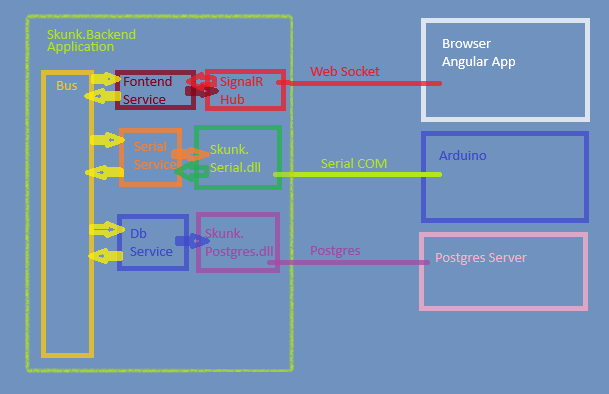 Skunk.Backend
Application
Bus
Fontend
Service
SignalR
Hub
Web Socket
Browser
Angular App
Serial
Service
Skunk.
Serial.dll
Serial COM
Arduino
Db
Service
Skunk.
Postgres.dll
Postgres
Postgres Server